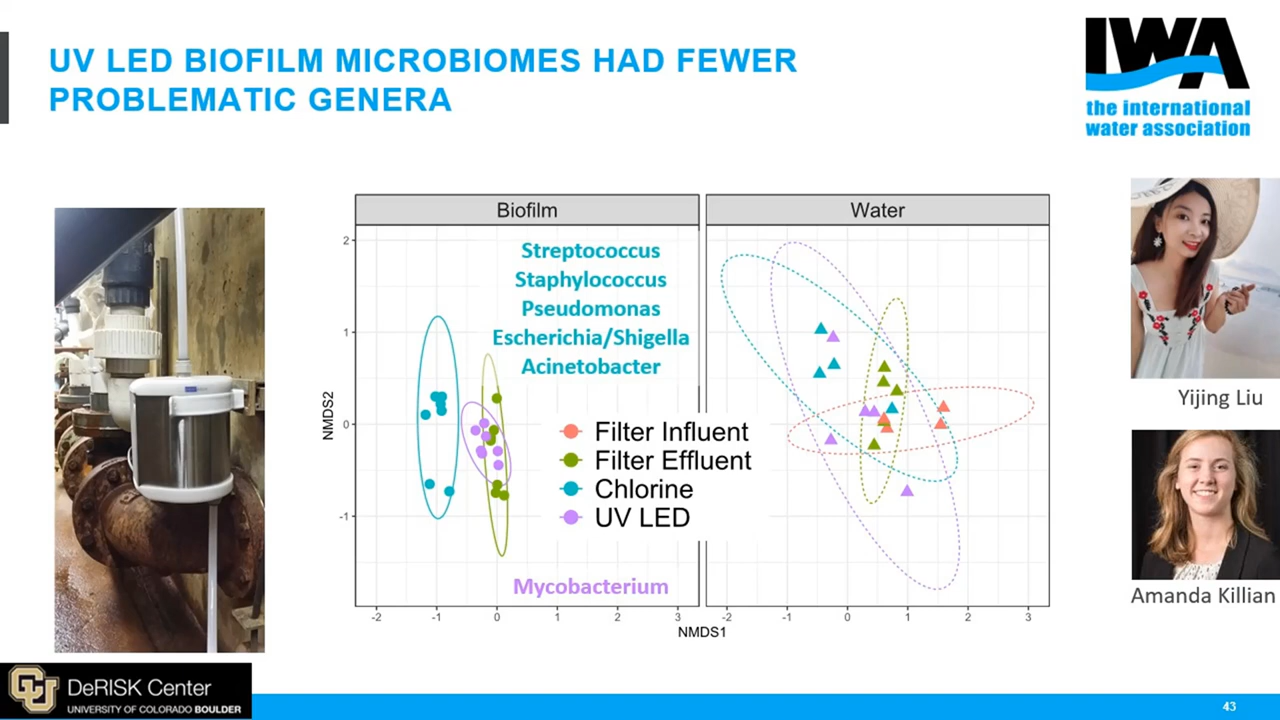 UV LED BIOFILM MICROBIOMES HAD FEWER
PROBLEMATIC GENERA
IWA
the international
water association
Biofilm
Water
Streptococcus
Staphylococcus
Pseudomonas
Escherichia/Shigella
Acinetobacter
Filter Influent
Filter Effluent
Chlorine
UV LED
Mycobacterium
NMDS2
2
1
0
-1
-2
-1
0
1
2
3
-2
-1
0
1
2
3
NMDS1
Yijing Liu
Amanda Killian
CU
DeRISK Center
UNIVERSITY OF COLORADO BOULDER
43